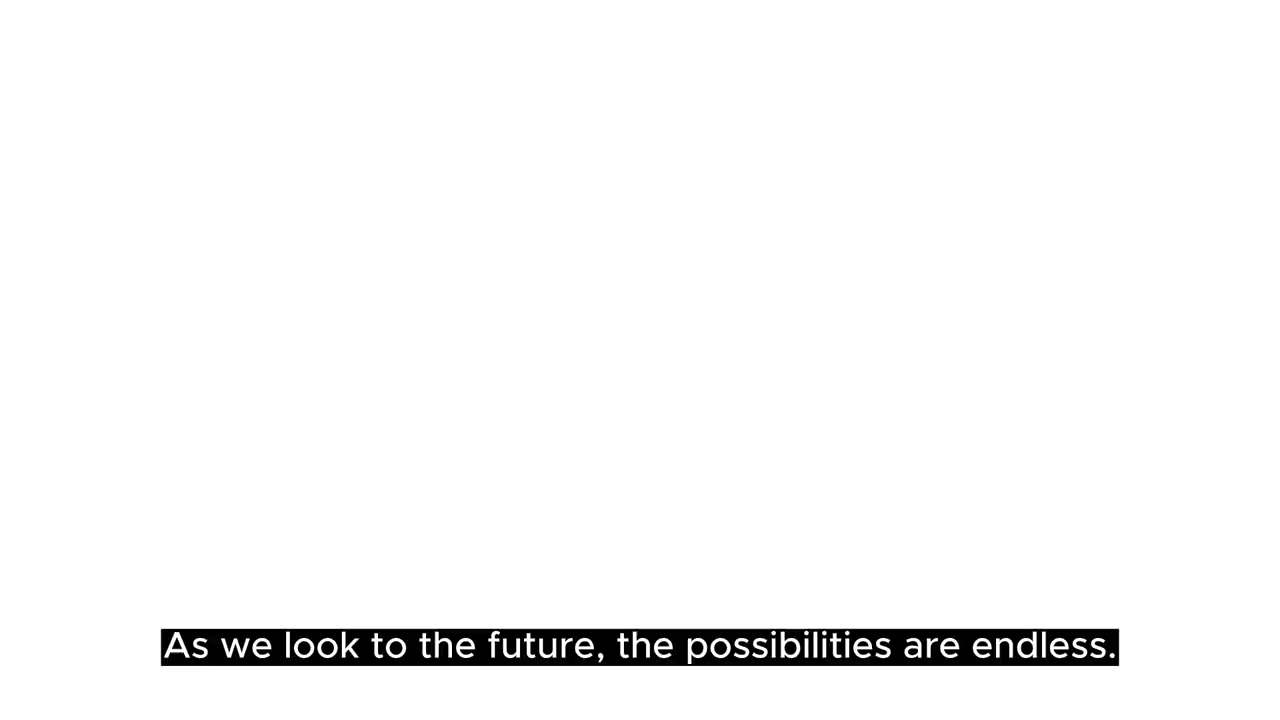 As we look to the future, the possibilities are endless.